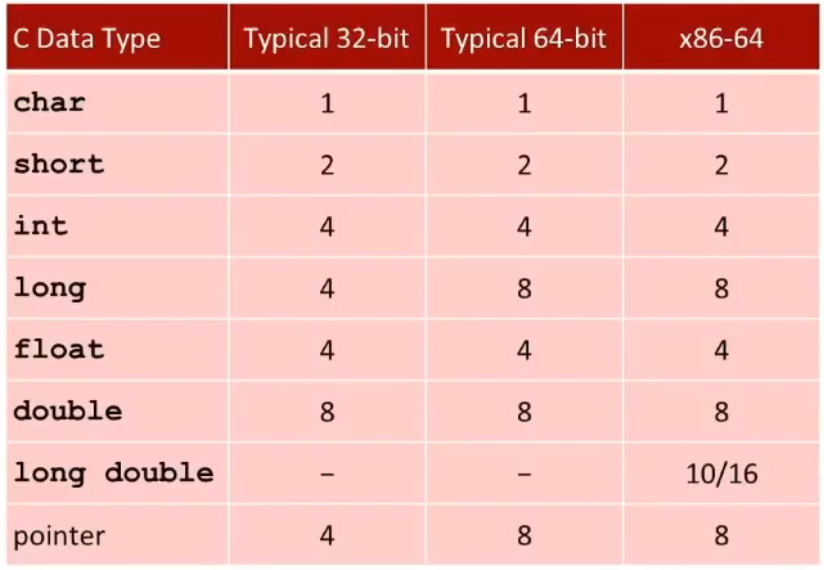 C Data Type Typical 32-bit Typical 64-bit x86-64
char 1 1 1
short 2 2 2
int 4 4 4
long 4 8 8
float 4 4 4
double 8 8 8
long double – – 10/16
pointer 4 8 8